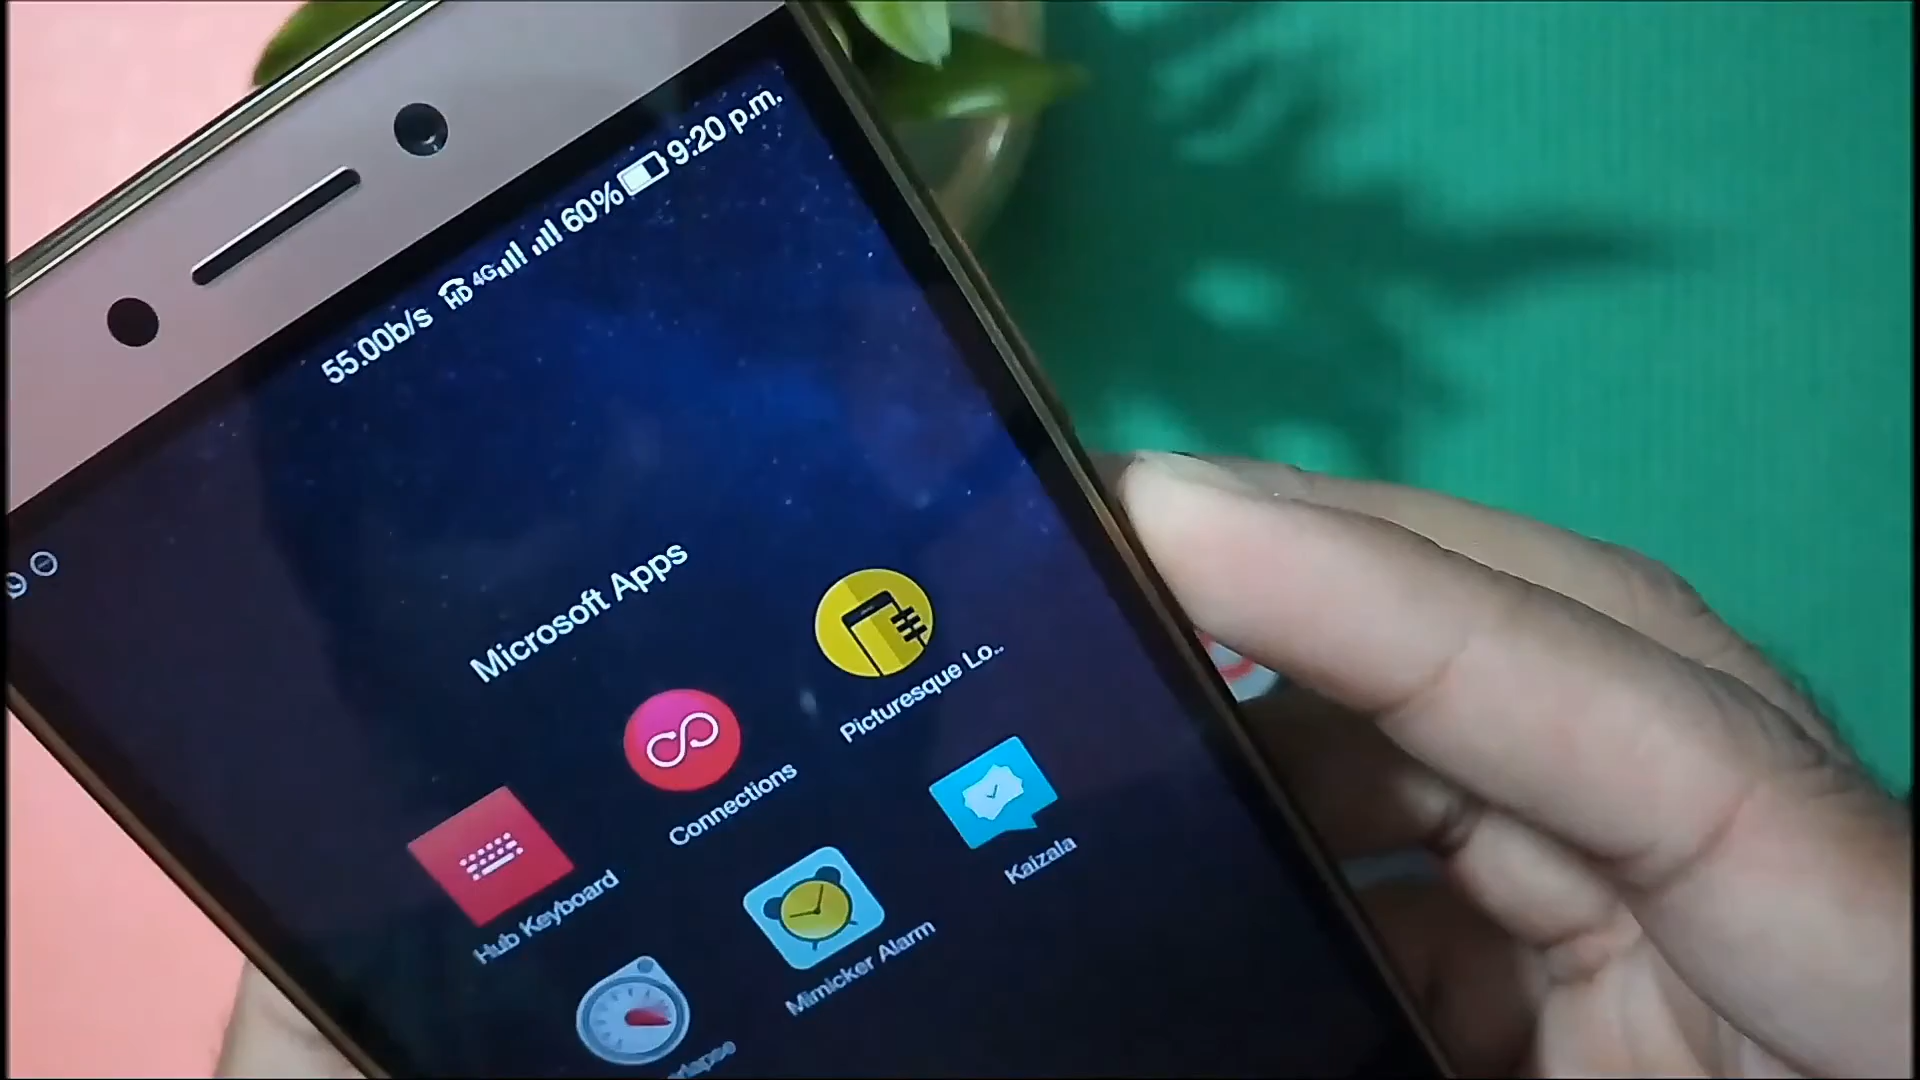 55.00b/s HD 4G 60% 9:20 p.m.
Microsoft Apps
Hub Keyboard
Connections
Picturesque Lo..
Mimicker Alarm
Kaizala